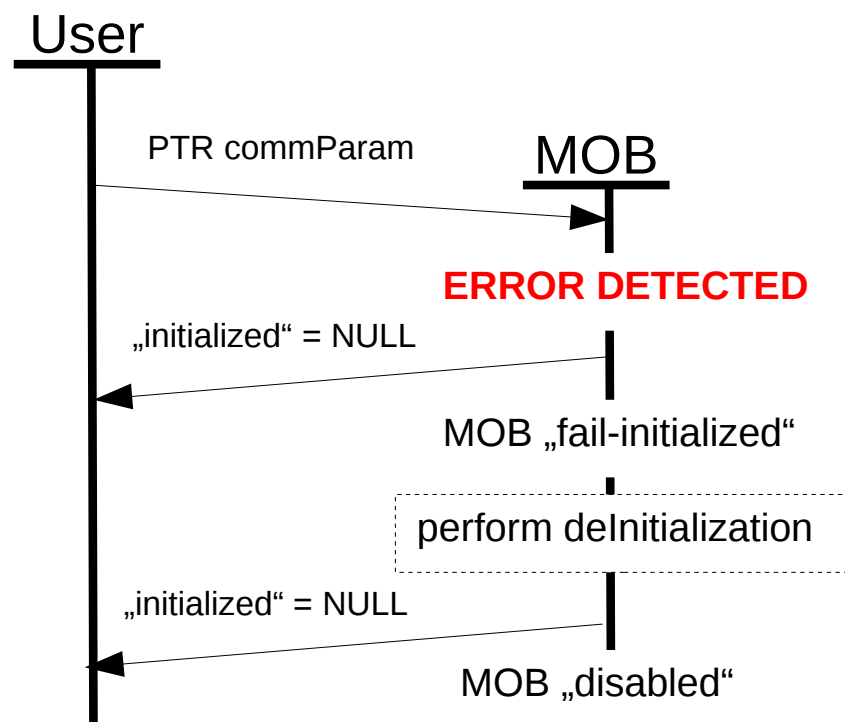 User
PTR commParam
MOB
ERROR DETECTED
„initialized“ = NULL
MOB „fail-initialized“
perform deInitialization
„initialized“ = NULL
MOB „disabled“